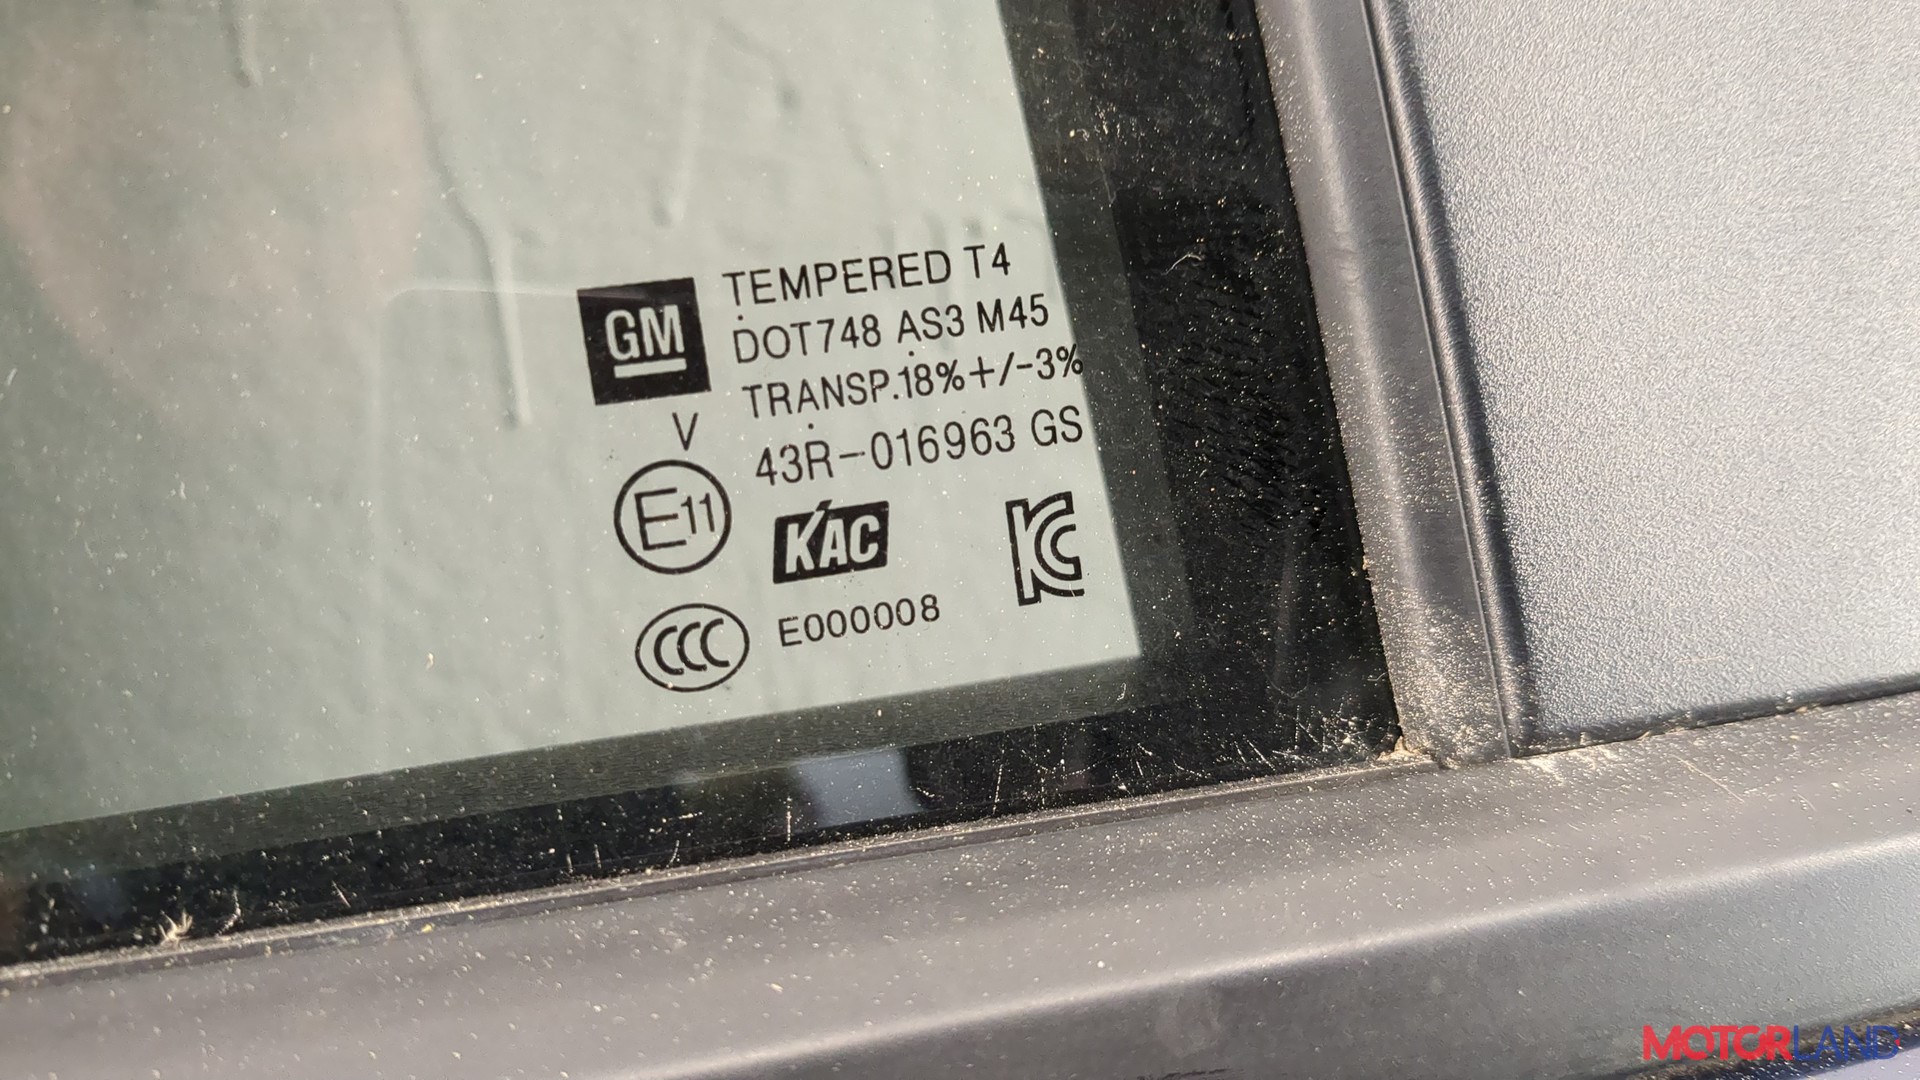 GM
TEMPERED T4
DOT748 AS3 M45
TRANSP.18%+/-3%
V
43R-016963 GS
E11
KAC
KC
CCC
E000008
MOTORLAND